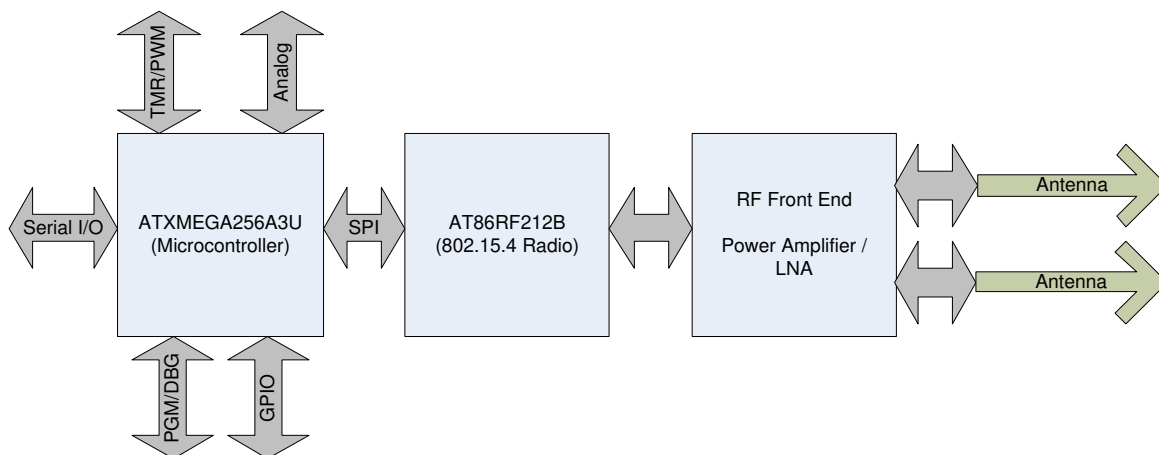 TMR/PWM
Analog
Serial I/O
ATXMEGA256A3U
(Microcontroller)
SPI
AT86RF212B
(802.15.4 Radio)
RF Front End
Power Amplifier /
LNA
Antenna
Antenna
PGM/DBG
GPIO